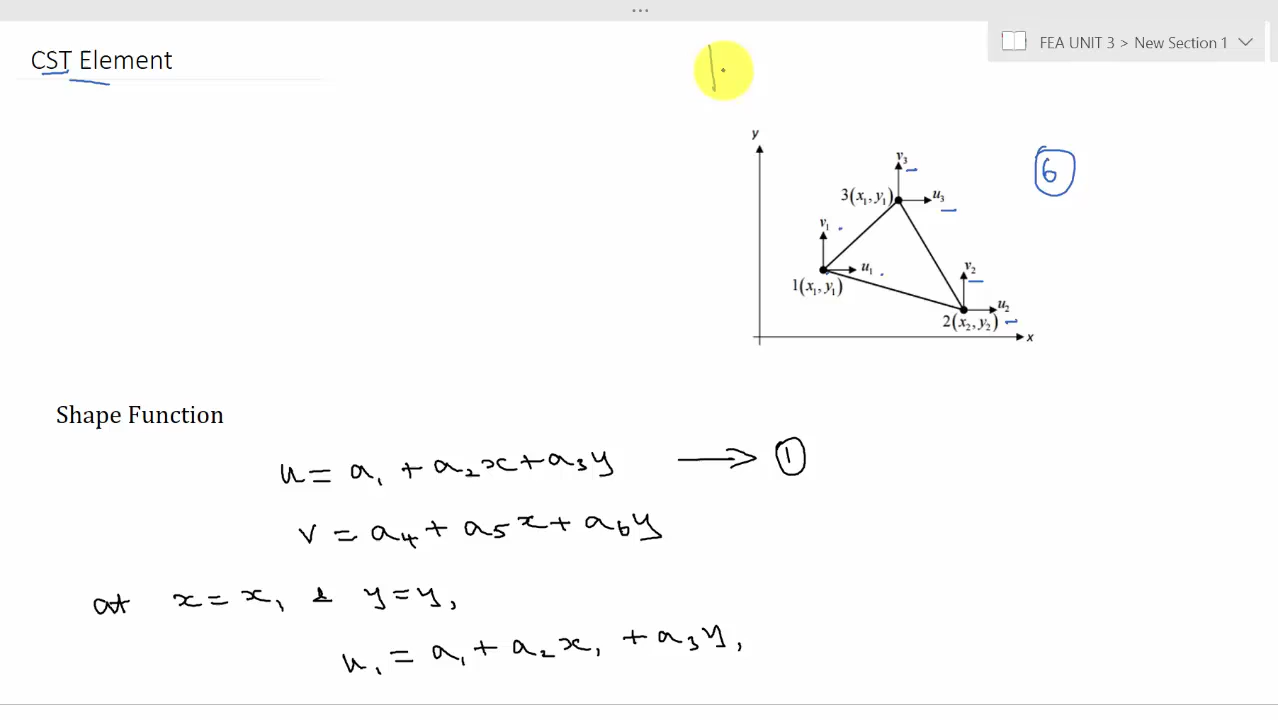 ...
CST Element
FEA UNIT 3 > New Section 1
y
v₃
6
3(x₁, y₁)
u₃
v₁
u₁
v₂
1(x₁, y₁)
u₂
2(x₂, y₂)
x
Shape Function
u = a₁ + a₂x + a₃y → ①
v = a₄ + a₅x + a₆y
at x = x₁ & y = y₁
u₁ = a₁ + a₂x₁ + a₃y₁